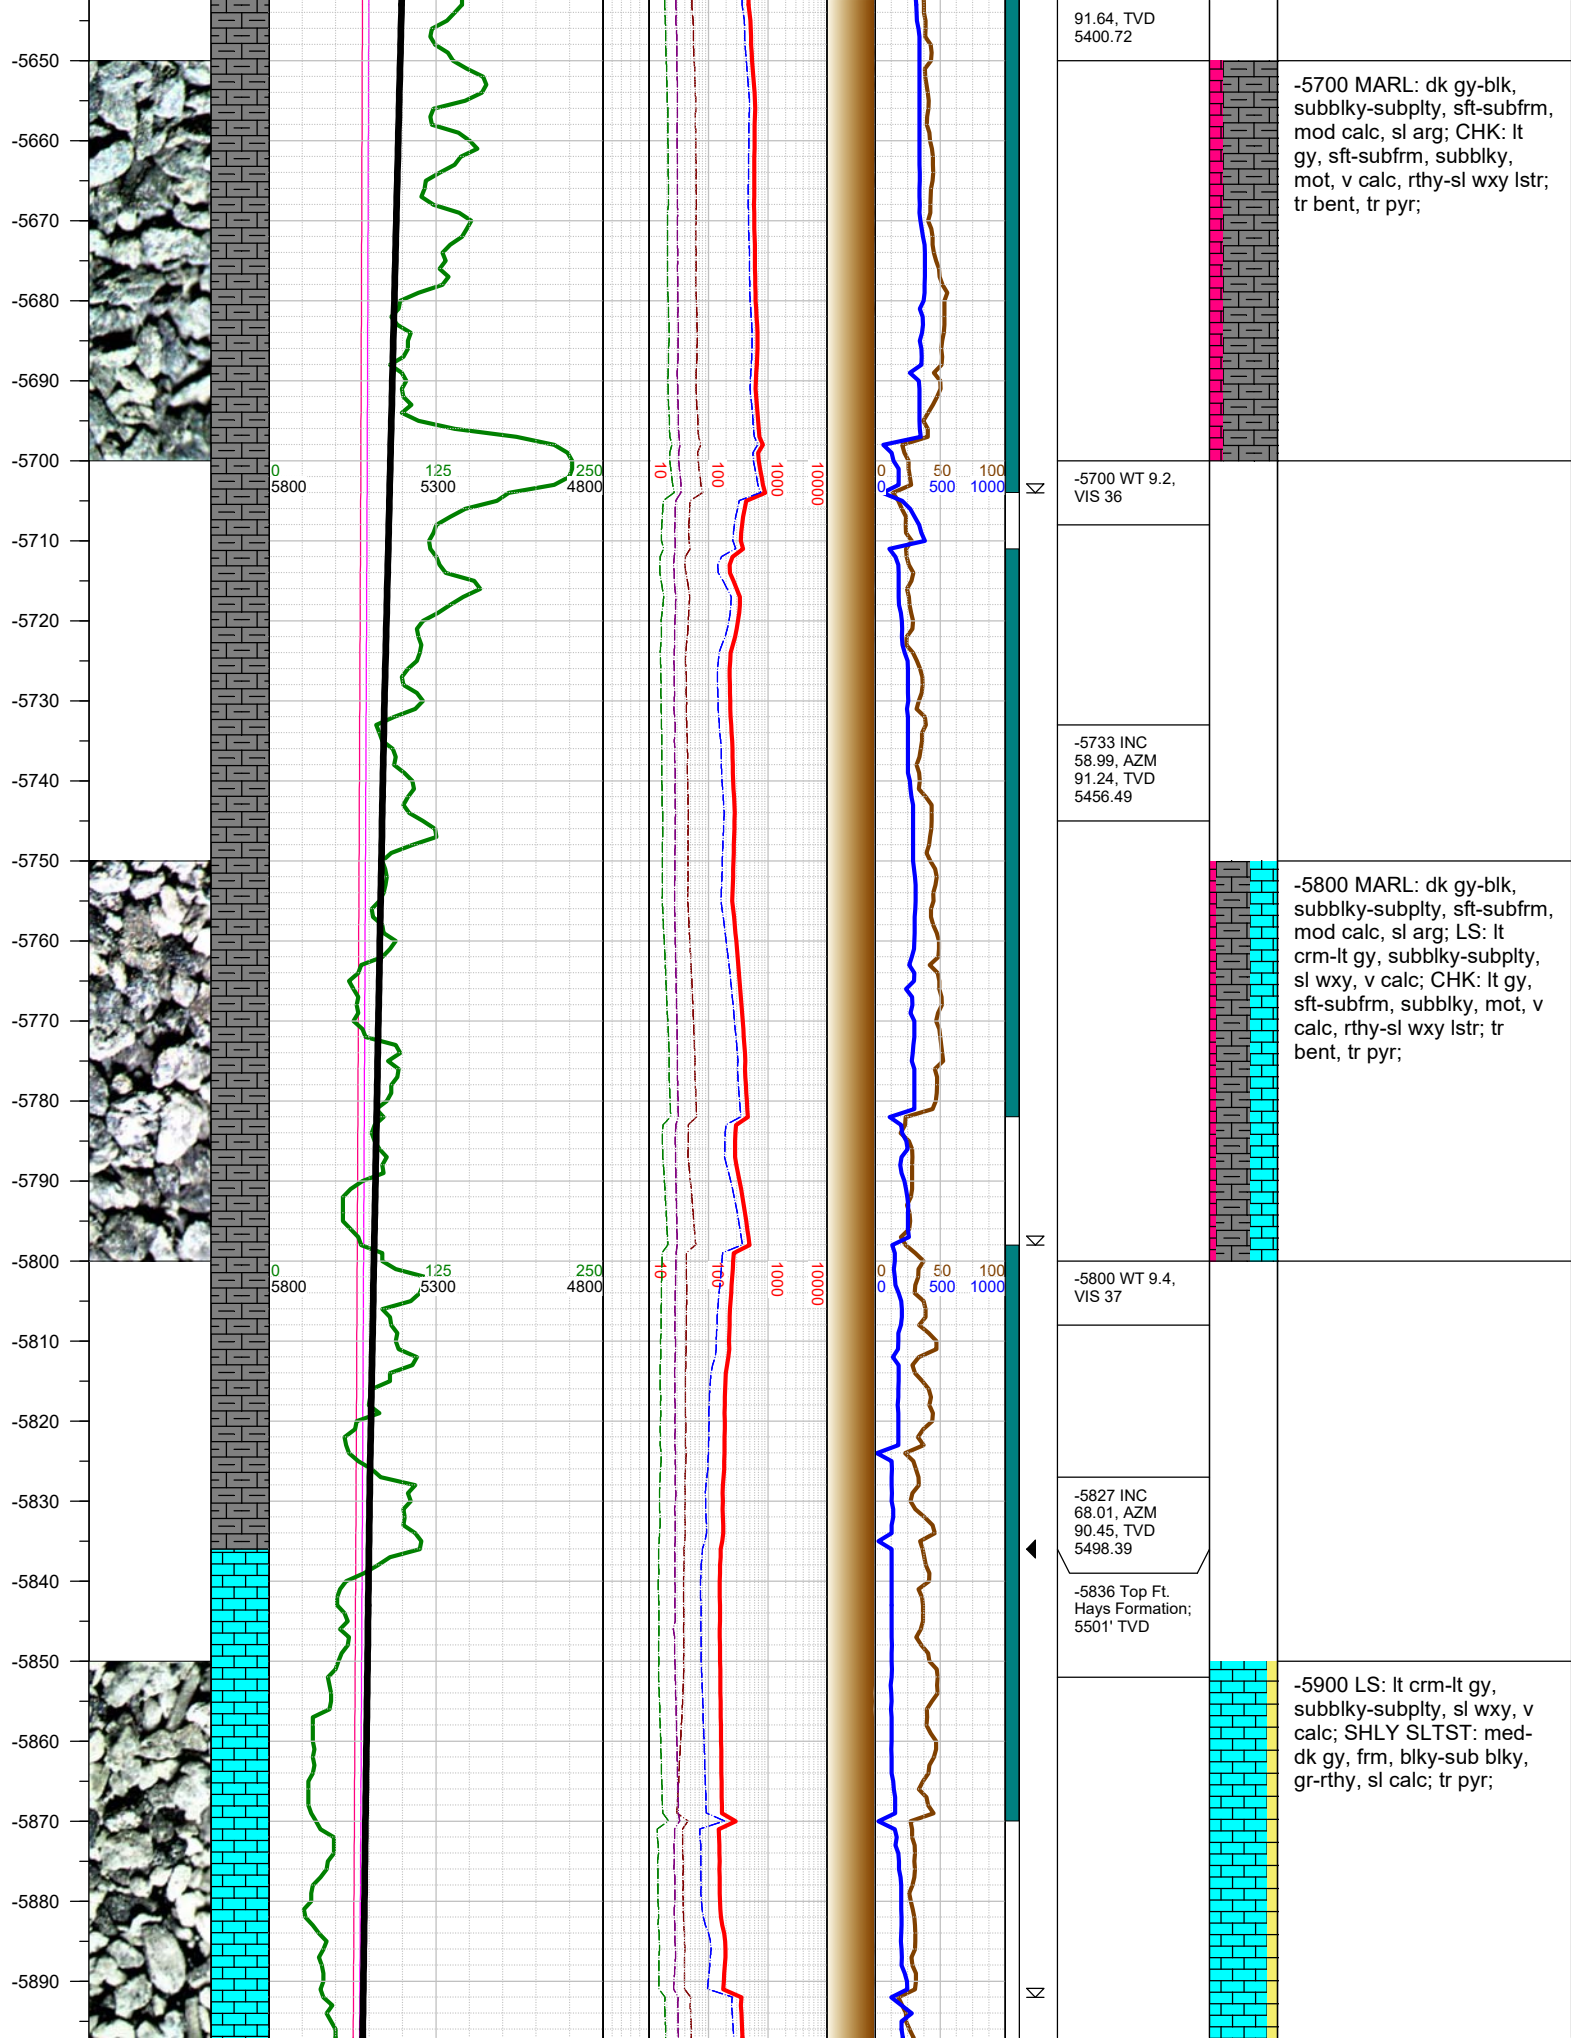 91.64, TVD
5400.72
-5650
-5700 MARL: dk gy-blk,
subblky-subplty, sft-subfrm,
mod calc, sl arg; CHK: lt
gy, sft-subfrm, subblky,
mot, v calc, rthy-sl wxy lstr;
tr bent, tr pyr;
-5660
-5670
-5680
-5690
-5700
0 125 250
5800 5300 4800
10 100 1000 10000
0 50 100
0 500 1000
-5700 WT 9.2,
VIS 36
-5710
-5720
-5730
-5733 INC
58.99, AZM
91.24, TVD
5456.49
-5740
-5750
-5800 MARL: dk gy-blk,
subblky-subplty, sft-subfrm,
mod calc, sl arg; LS: lt
crm-lt gy, subblky-subplty,
sl wxy, v calc; CHK: lt gy,
sft-subfrm, subblky, mot, v
calc, rthy-sl wxy lstr; tr
bent, tr pyr;
-5760
-5770
-5780
-5790
-5800
0 125 250
5800 5300 4800
10 100 1000 10000
0 50 100
0 500 1000
-5800 WT 9.4,
VIS 37
-5810
-5820
-5830
-5827 INC
68.01, AZM
90.45, TVD
5498.39
-5840
-5836 Top Ft.
Hays Formation;
5501' TVD
-5850
-5900 LS: lt crm-lt gy,
subblky-subplty, sl wxy, v
calc; SHLY SLTST: med-
dk gy, frm, blky-sub blky,
gr-rthy, sl calc; tr pyr;
-5860
-5870
-5880
-5890